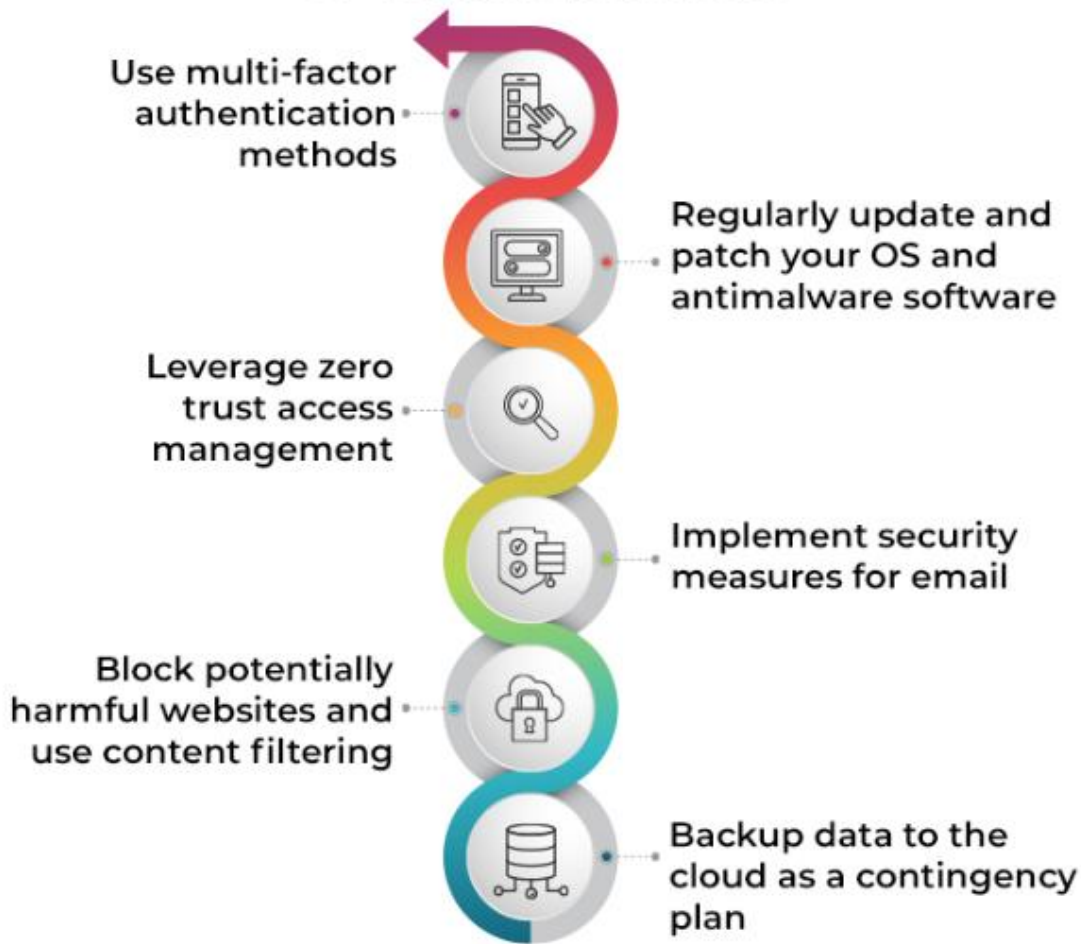 Use multi-factor
authentication
methods
Regularly update and
patch your OS and
antimalware software
Leverage zero
trust access
management
Implement security
measures for email
Block potentially
harmful websites and
use content filtering
Backup data to the
cloud as a contingency
plan